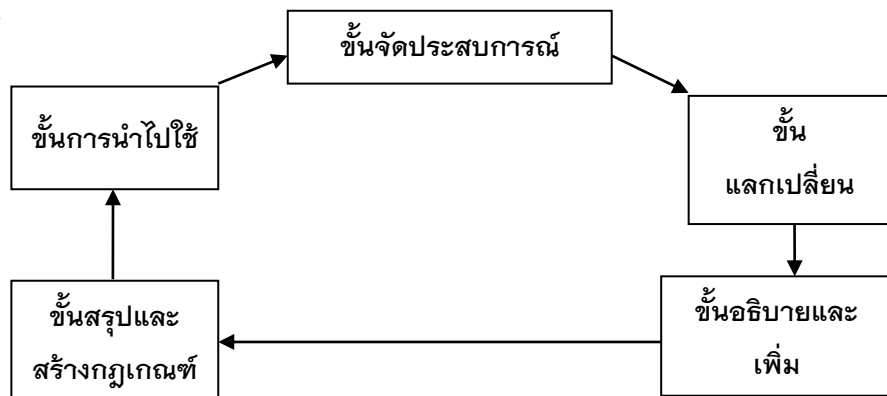 ขั้นจัดประสบการณ์
ขั้น
แลกเปลี่ยน
ขั้นอธิบายและ
เพิ่ม
ขั้นสรุปและ
สร้างกฎเกณฑ์
ขั้นการนำไปใช้